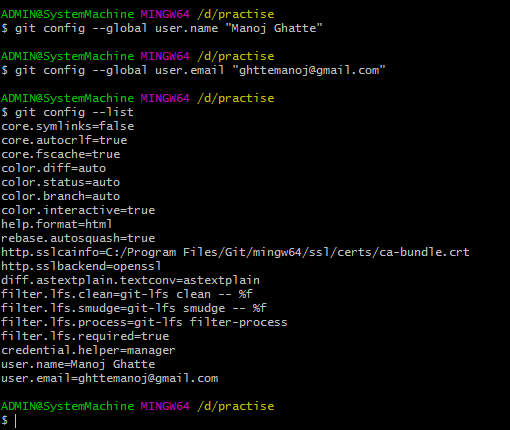 ADMIN@SystemMachine MINGW64 /d/practise
$ git config --global user.name "Manoj Ghatte"
ADMIN@SystemMachine MINGW64 /d/practise
$ git config --global user.email "ghttemanoj@gmail.com"
ADMIN@SystemMachine MINGW64 /d/practise
$ git config --list
core.symlinks=false
core.autocrlf=true
core.fscache=true
color.diff=auto
color.status=auto
color.branch=auto
color.interactive=true
help.format=html
rebase.autosquash=true
http.sslcainfo=C:/Program Files/Git/mingw64/ssl/certs/ca-bundle.crt
http.sslbackend=openssl
diff.astextplain.textconv=astextplain
filter.lfs.clean=git-lfs clean -- %f
filter.lfs.smudge=git-lfs smudge -- %f
filter.lfs.process=git-lfs filter-process
filter.lfs.required=true
credential.helper=manager
user.name=Manoj Ghatte
user.email=ghttemanoj@gmail.com
ADMIN@SystemMachine MINGW64 /d/practise
$